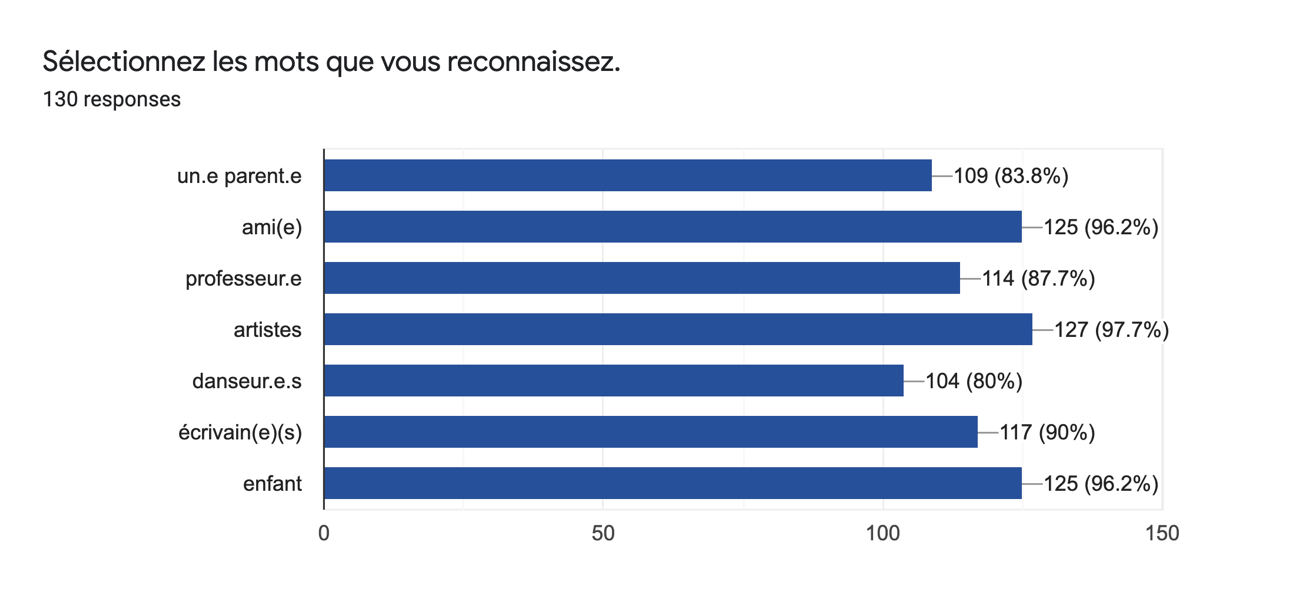 Sélectionnez les mots que vous reconnaissez.
130 responses
un.e parent.e 109 (83.8%)
ami(e) 125 (96.2%)
professeur.e 114 (87.7%)
artistes 127 (97.7%)
danseur.e.s 104 (80%)
écrivain(e)(s) 117 (90%)
enfant 125 (96.2%)
0 50 100 150